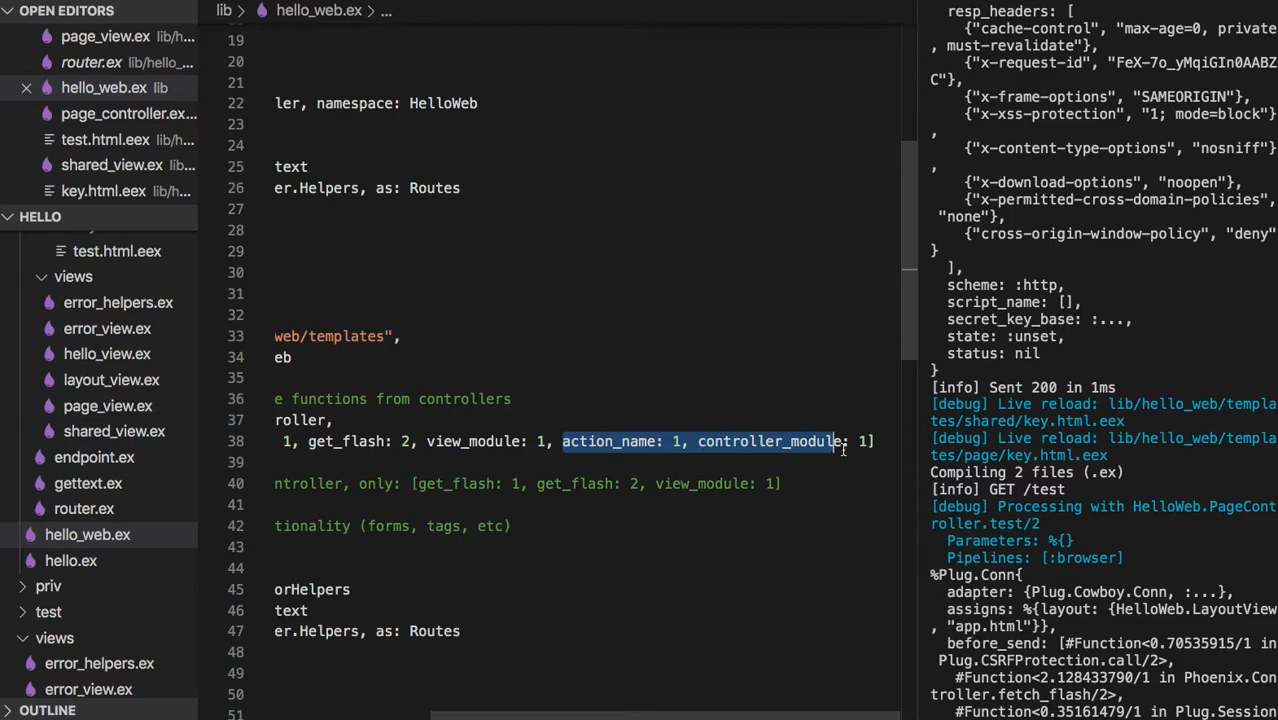 OPEN EDITORS
page_view.ex lib/h...
router.ex lib/hello_...
hello_web.ex lib
page_controller.ex...
test.html.eex lib/h...
shared_view.ex lib...
key.html.eex lib/h...
HELLO
test.html.eex
views
error_helpers.ex
error_view.ex
hello_view.ex
layout_view.ex
page_view.ex
shared_view.ex
endpoint.ex
gettext.ex
router.ex
hello_web.ex
hello.ex
priv
test
views
error_helpers.ex
error_view.ex
OUTLINE
lib > hello_web.ex > ...
19
20
21
22 ler, namespace: HelloWeb
23
24
25 text
26 er.Helpers, as: Routes
27
28
29
30
31
32
33 web/templates",
34 eb
35
36 e functions from controllers
37 roller,
38 1, get_flash: 2, view_module: 1, action_name: 1, controller_module: 1]
39
40 ntroller, only: [get_flash: 1, get_flash: 2, view_module: 1]
41
42 tionality (forms, tags, etc)
43
44
45 orHelpers
46 text
47 er.Helpers, as: Routes
48
49
50
51
resp_headers: [
{"cache-control", "max-age=0, private
, must-revalidate"},
{"x-request-id", "FeX-7o_yMqiGIn0AABZ
C"},
{"x-frame-options", "SAMEORIGIN"},
{"x-xss-protection", "1; mode=block"}
,
{"x-content-type-options", "nosniff"}
,
{"x-download-options", "noopen"},
{"x-permitted-cross-domain-policies",
"none"},
{"cross-origin-window-policy", "deny"
}
],
scheme: :http,
script_name: [],
secret_key_base: :...,
state: :unset,
status: nil
}
[info] Sent 200 in 1ms
[debug] Live reload: lib/hello_web/templa
tes/shared/key.html.eex
[debug] Live reload: lib/hello_web/templa
tes/page/key.html.eex
Compiling 2 files (.ex)
[info] GET /test
[debug] Processing with HelloWeb.PageCont
roller.test/2
Parameters: %{}
Pipelines: [:browser]
%Plug.Conn{
adapter: {Plug.Cowboy.Conn, :...},
assigns: %{layout: {HelloWeb.LayoutView
, "app.html"}},
before_send: [#Function<0.70535915/1 in
Plug.CSRFProtection.call/2>,
#Function<2.128433790/1 in Phoenix.Con
troller.fetch_flash/2>,
#Function<0.35161479/1 in Plug.Session